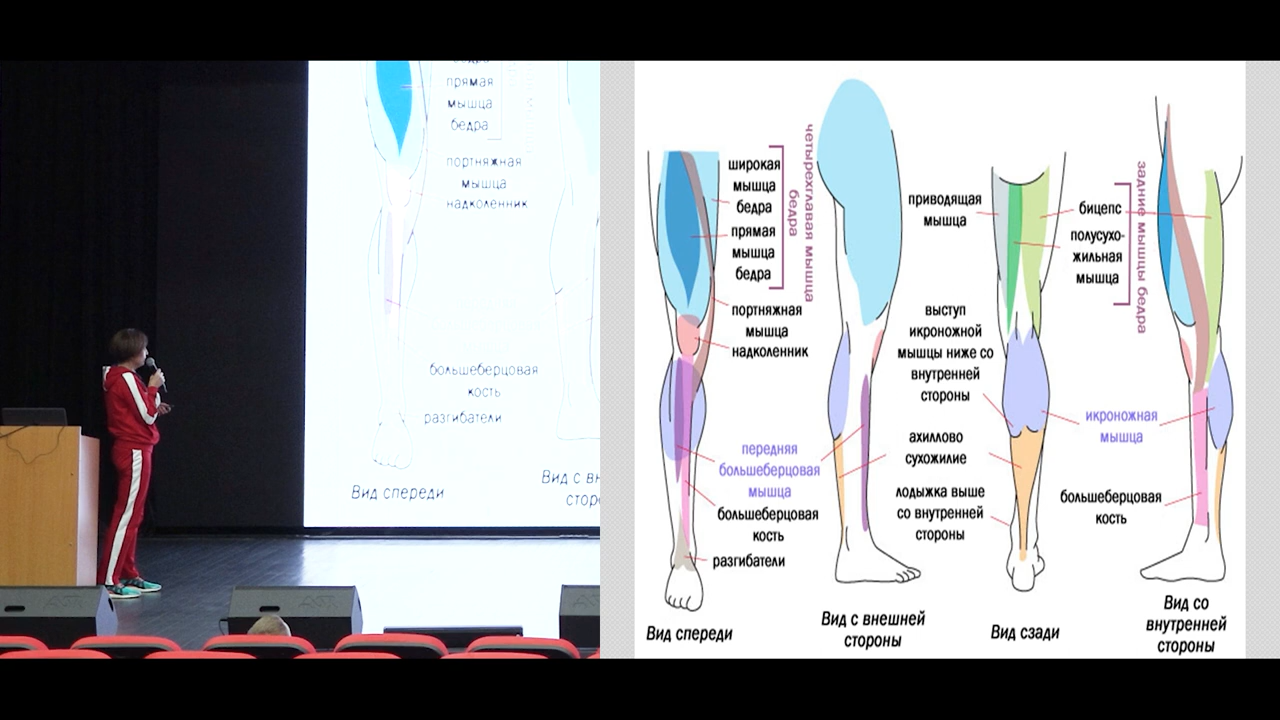 прямая
мышца
бедра
портняжная
мышца
надколенник
большеберцовая
кость
разгибатели
Вид спереди
широкая
мышца
бедра
прямая
мышца
бедра
четырехглавая мышца
бедра
портняжная
мышца
надколенник
передняя
большеберцовая
мышца
большеберцовая
кость
разгибатели
Вид спереди
Вид с внешней
стороны
приводящая
мышца
выступ
икроножной
мышцы ниже со
внутренней
стороны
ахиллово
сухожилие
лодыжка выше
со внутренней
стороны
Вид сзади
бицепс
полусухо-
жильная
мышца
задние мышцы бедра
икроножная
мышца
большеберцовая
кость
Вид со
внутренней
стороны